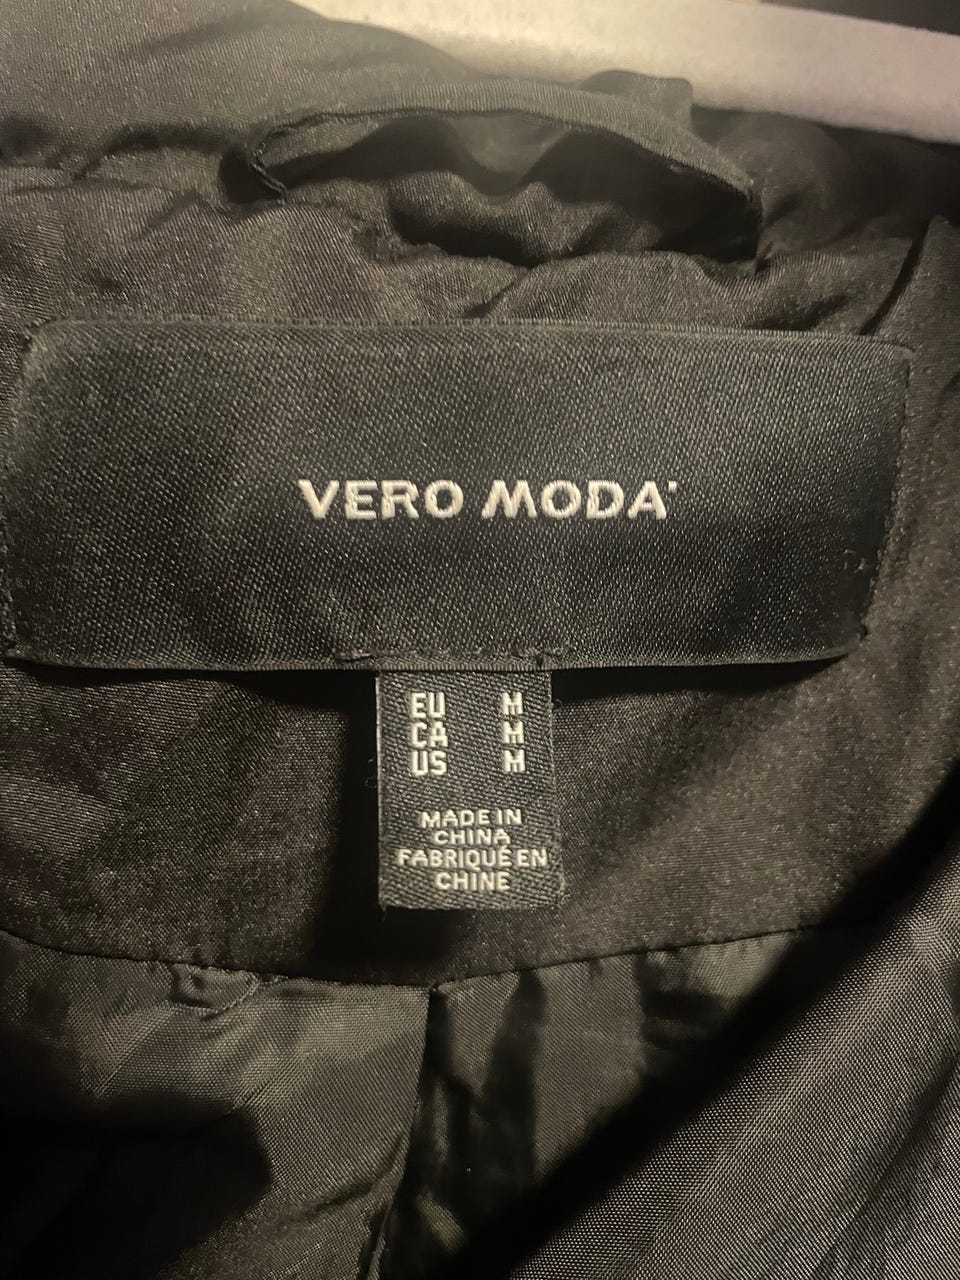 VERO MODA
EU M
CA M
US M
MADE IN
CHINA
FABRIQUÉ EN
CHINE